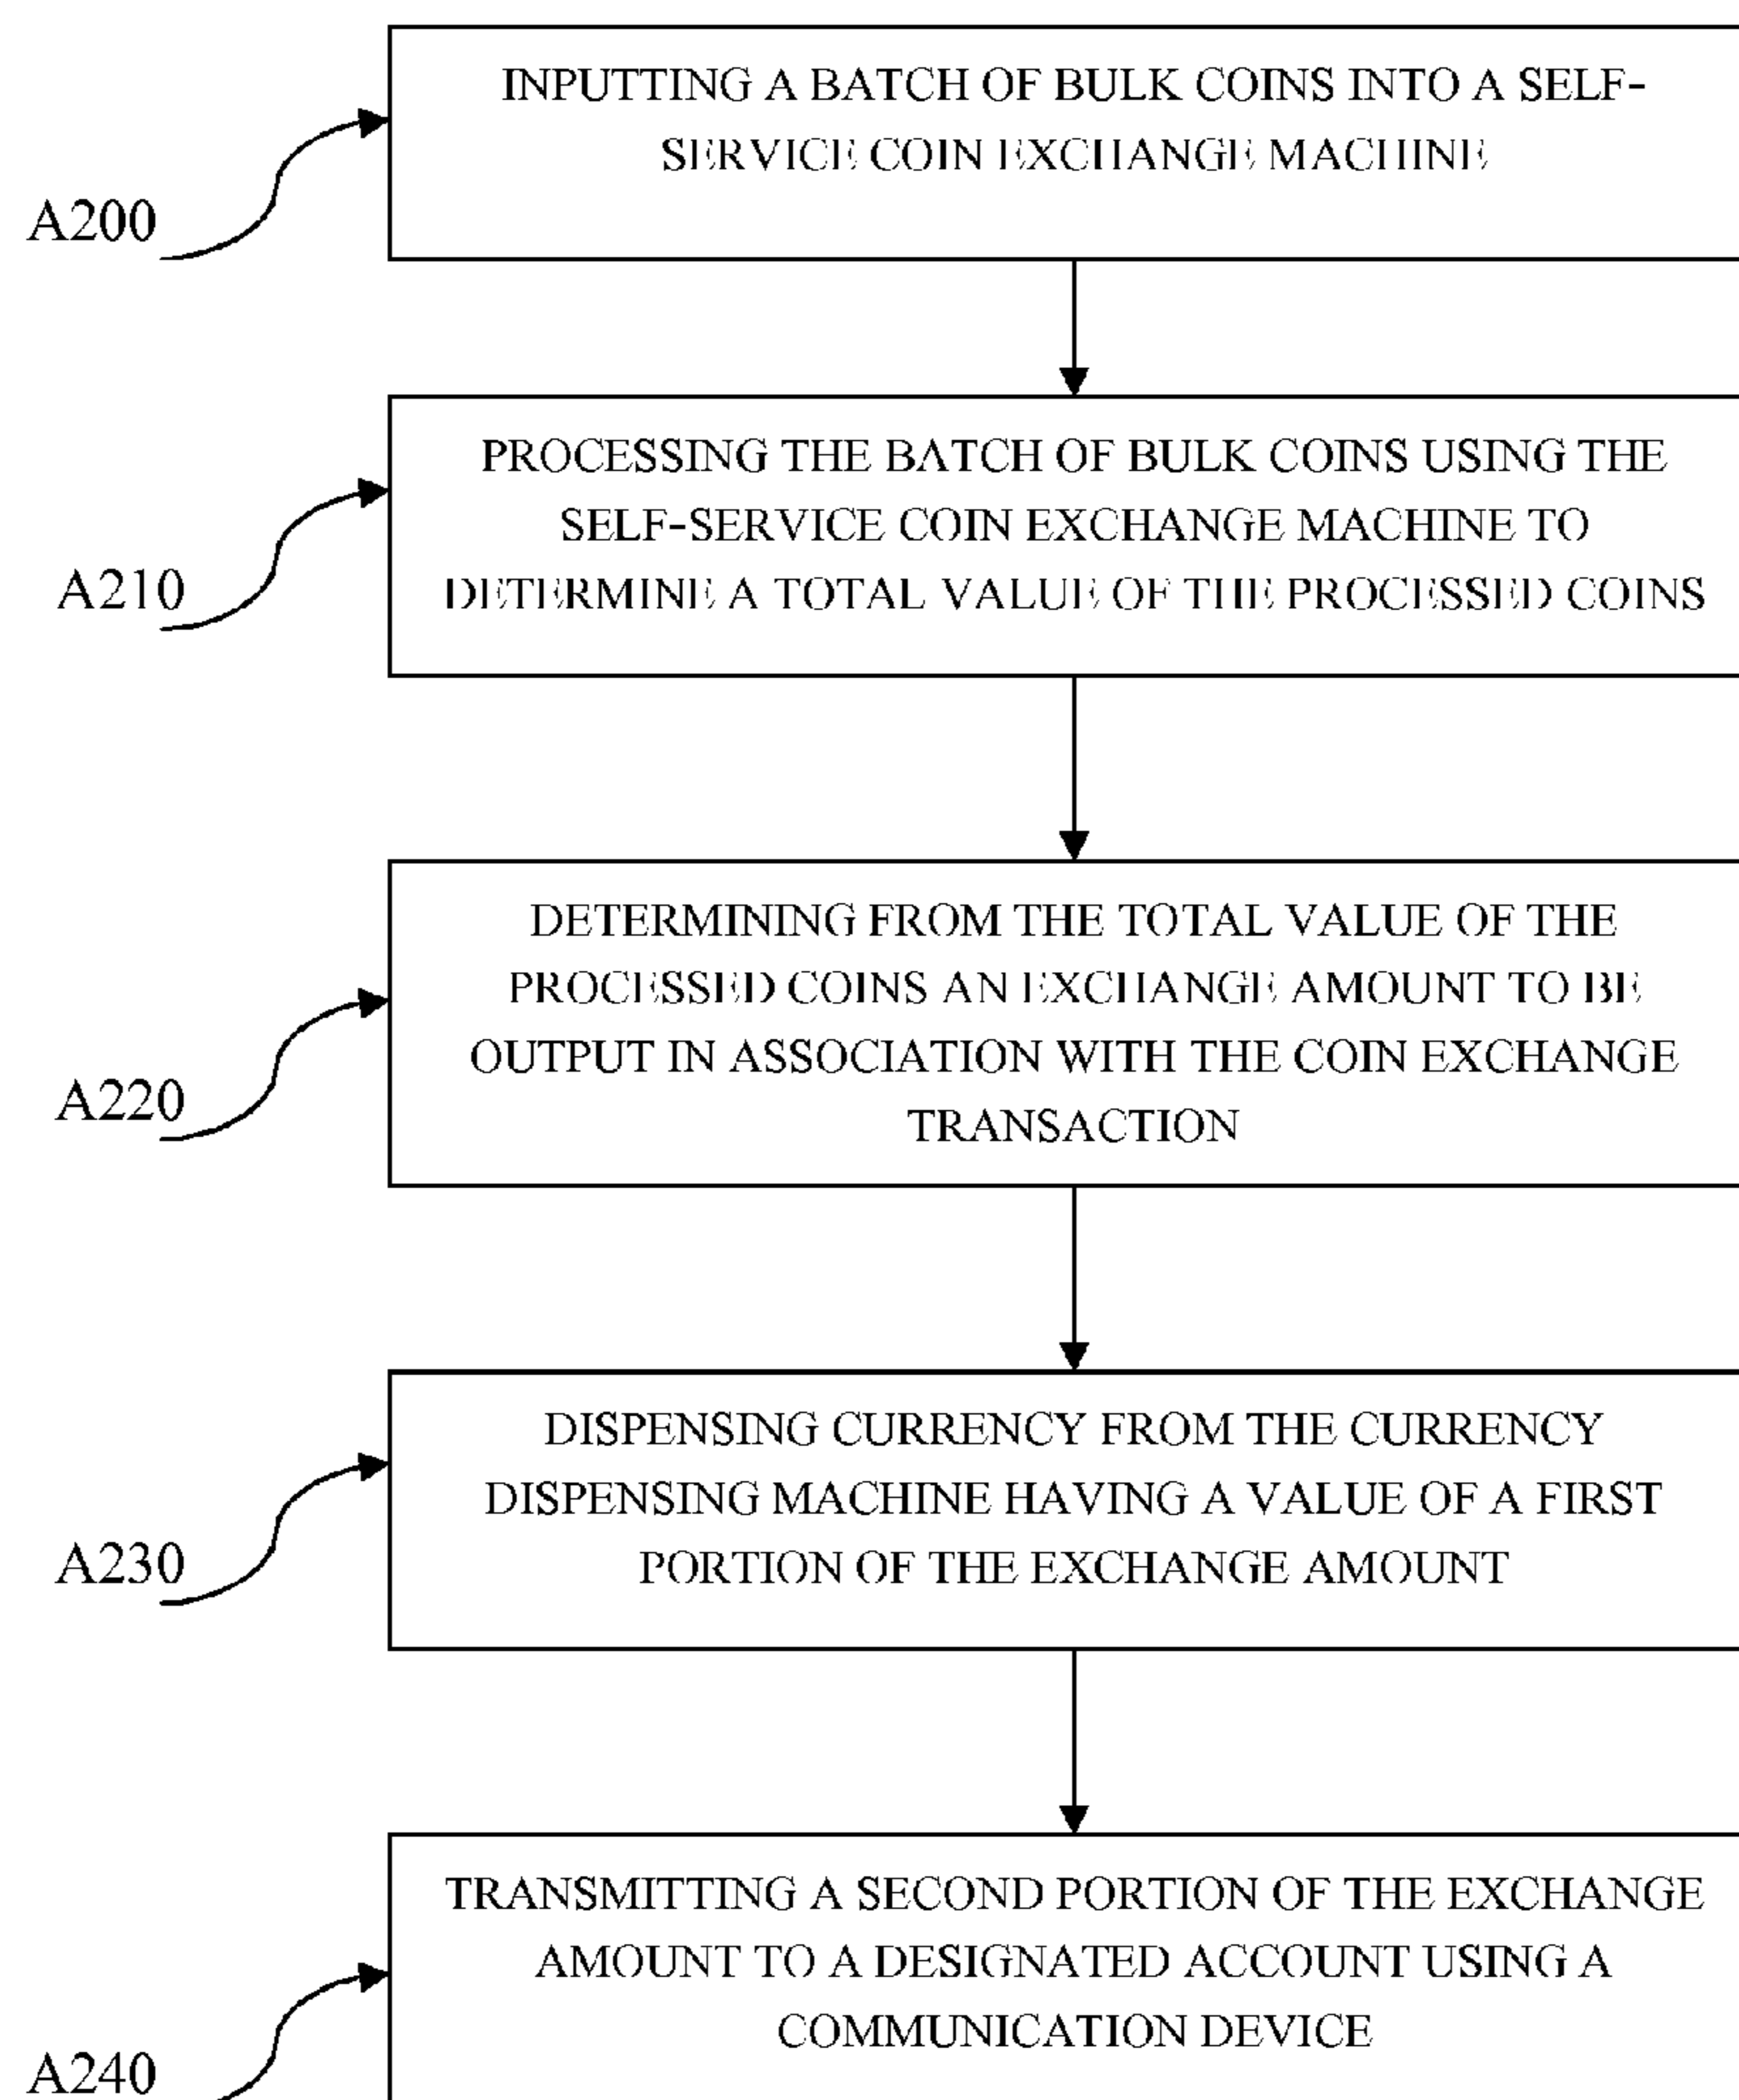 INPUTTING A BATCH OF BULK COINS INTO A SELF-
SERVICE COIN EXCHANGE MACHINE
A200
PROCESSING THE BATCH OF BULK COINS USING THE
SELF-SERVICE COIN EXCHANGE MACHINE TO
DETERMINE A TOTAL VALUE OF THE PROCESSED COINS
A210
DETERMINING FROM THE TOTAL VALUE OF THE
PROCESSED COINS AN EXCHANGE AMOUNT TO BE
OUTPUT IN ASSOCIATION WITH THE COIN EXCHANGE
TRANSACTION
A220
DISPENSING CURRENCY FROM THE CURRENCY
DISPENSING MACHINE HAVING A VALUE OF A FIRST
PORTION OF THE EXCHANGE AMOUNT
A230
TRANSMITTING A SECOND PORTION OF THE EXCHANGE
AMOUNT TO A DESIGNATED ACCOUNT USING A
COMMUNICATION DEVICE
A240